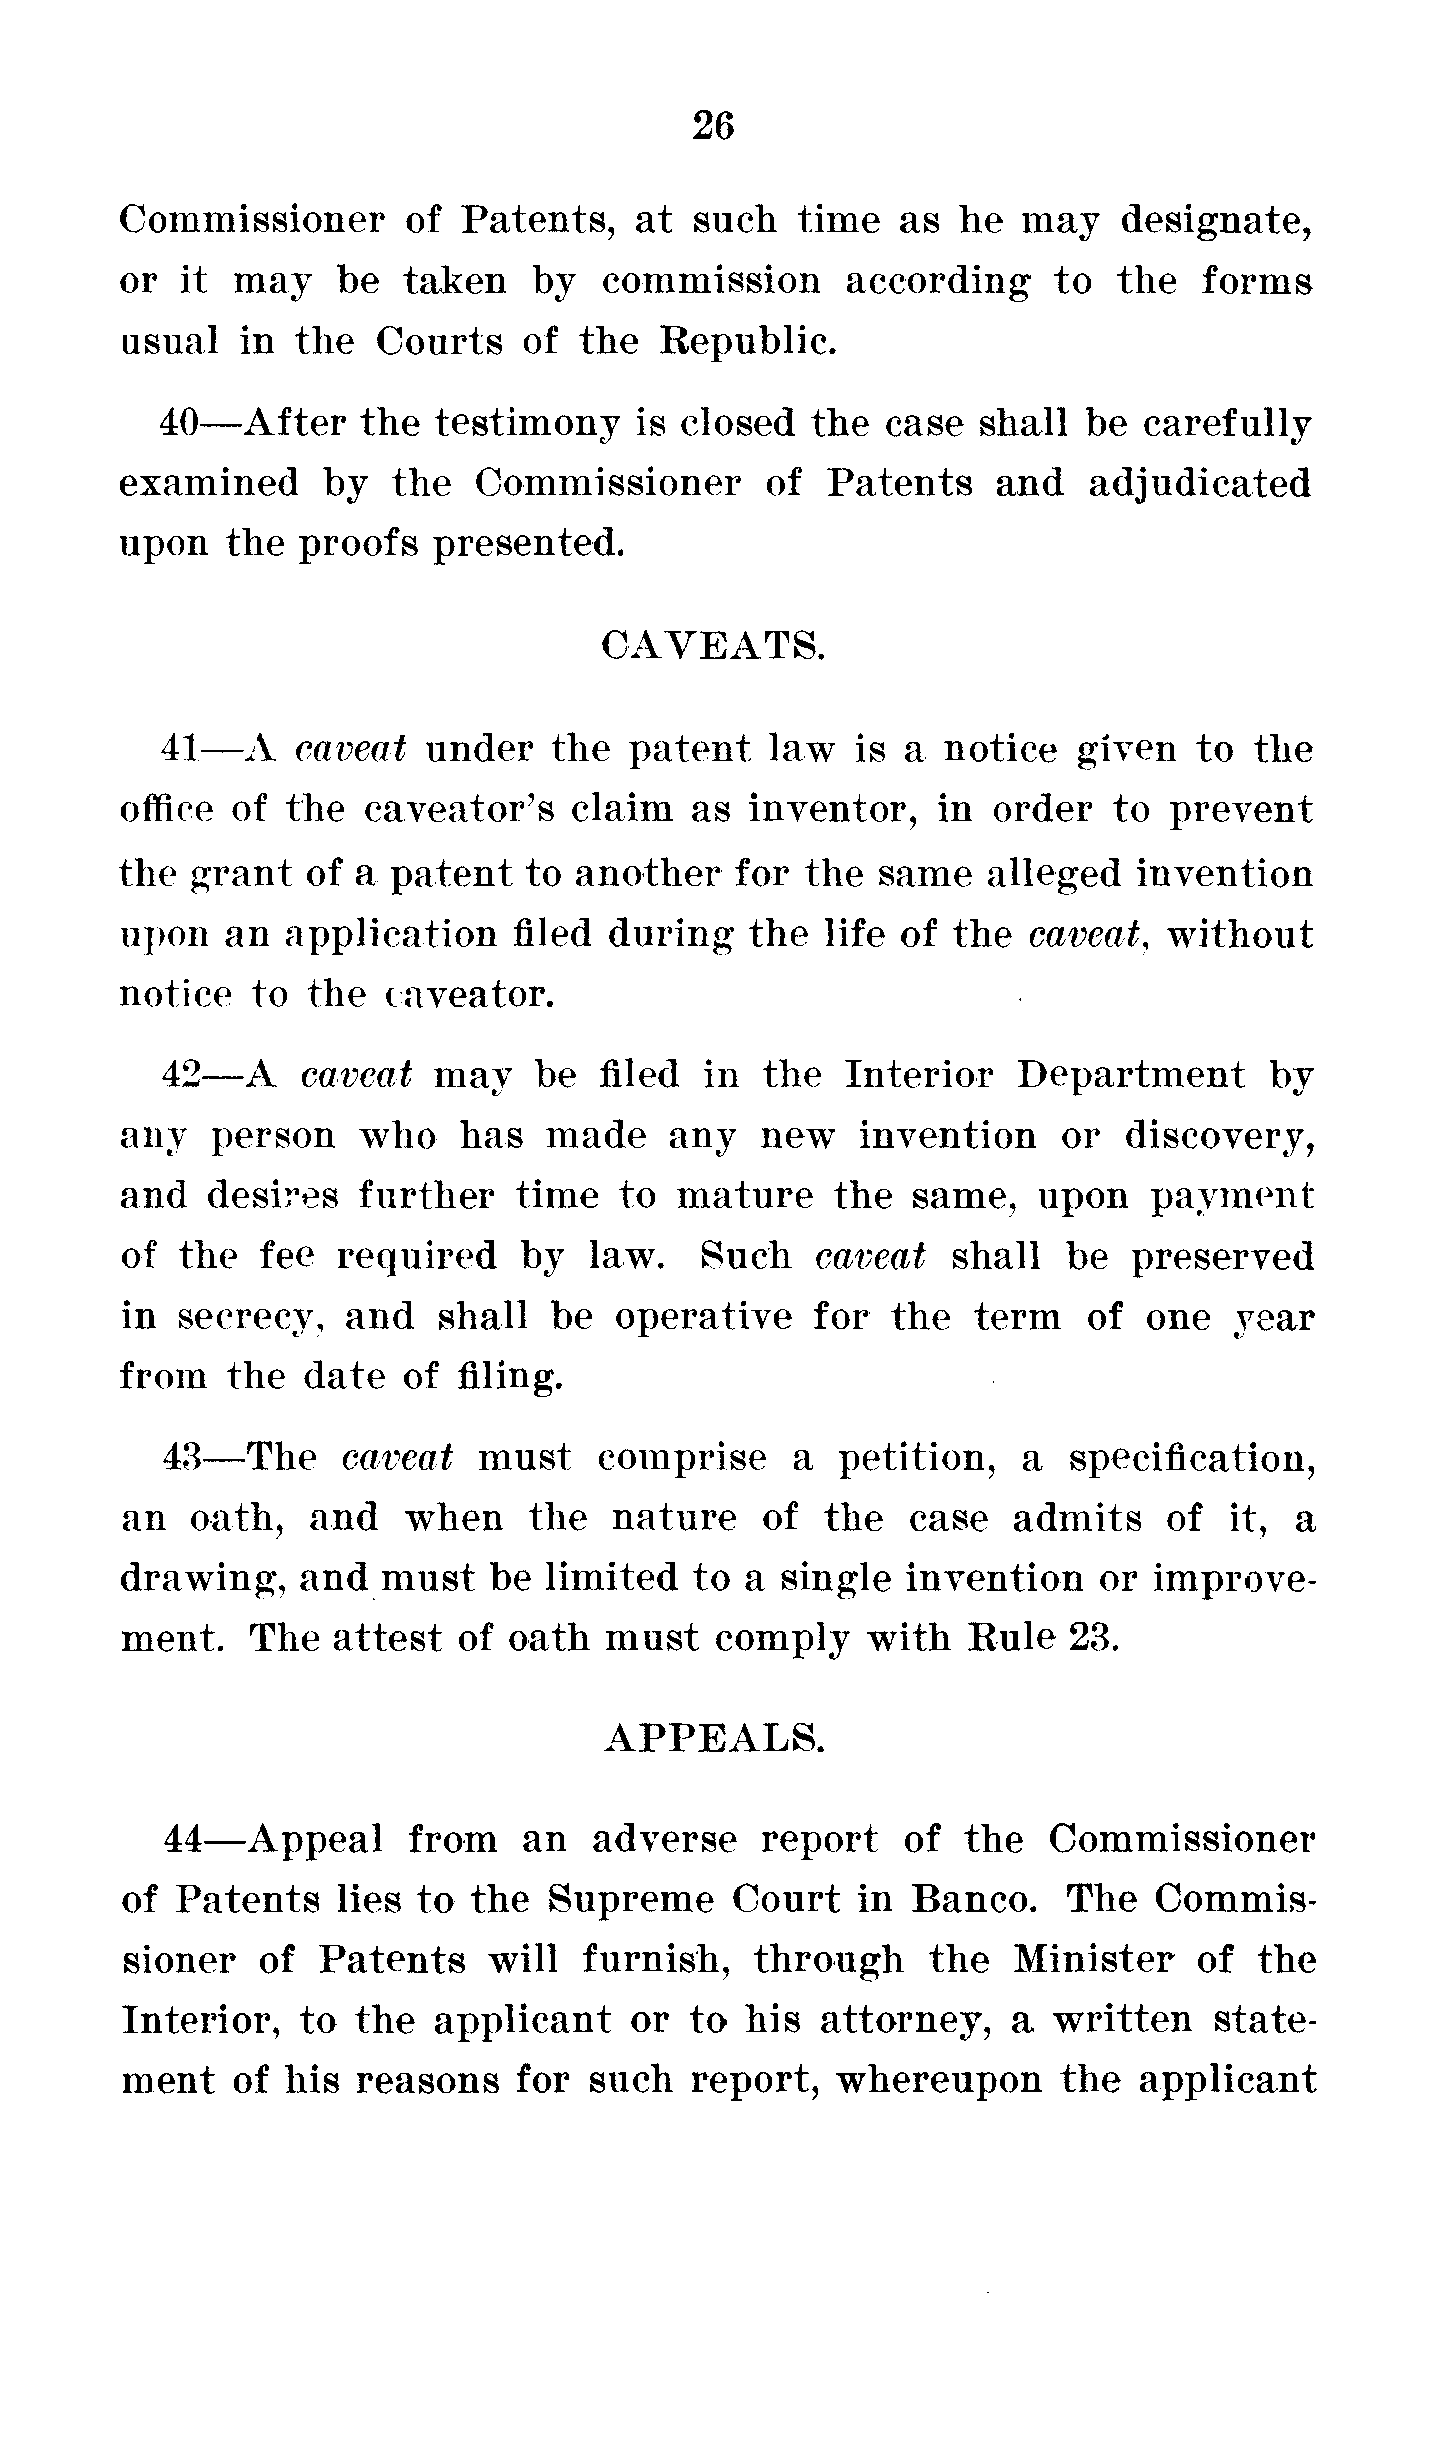 26
Commissioner of Patents, at such time as he may designate,
or it may be taken by commission according to the forms
usual in the Courts of the Republic.
40—After the testimony is closed the case shall be carefully
examined by the Commissioner of Patents and adjudicated
upon the proofs presented.
CAVEATS.
41—A caveat under the patent law is a notice given to the
office of the caveator's claim as inventor, in order to prevent
the grant of a patent to another for the same alleged invention
upon an application filed during the life of the caveat, without
notice to the caveator.
42—A caveat may be filed in the Interior Department by
any person who has made any new invention or discovery,
and desires further time to mature the same, upon payment
of the fee required by law. Such caveat shall be preserved
in secrecy, and shall be operative for the term of one year
from the date of filing.
43—The caveat must comprise a petition, a specification,
an oath, and when the nature of the case admits of it, a
drawing, and must be limited to a single invention or improve-
ment. The attest of oath must comply with Rule 23.
APPEALS.
44—Appeal from an adverse report of the Commissioner
of Patents lies to the Supreme Court in Banco. The Commis-
sioner of Patents will furnish, through the Minister of the
Interior, to the applicant or to his attorney, a written state-
ment of his reasons for such report, whereupon the applicant